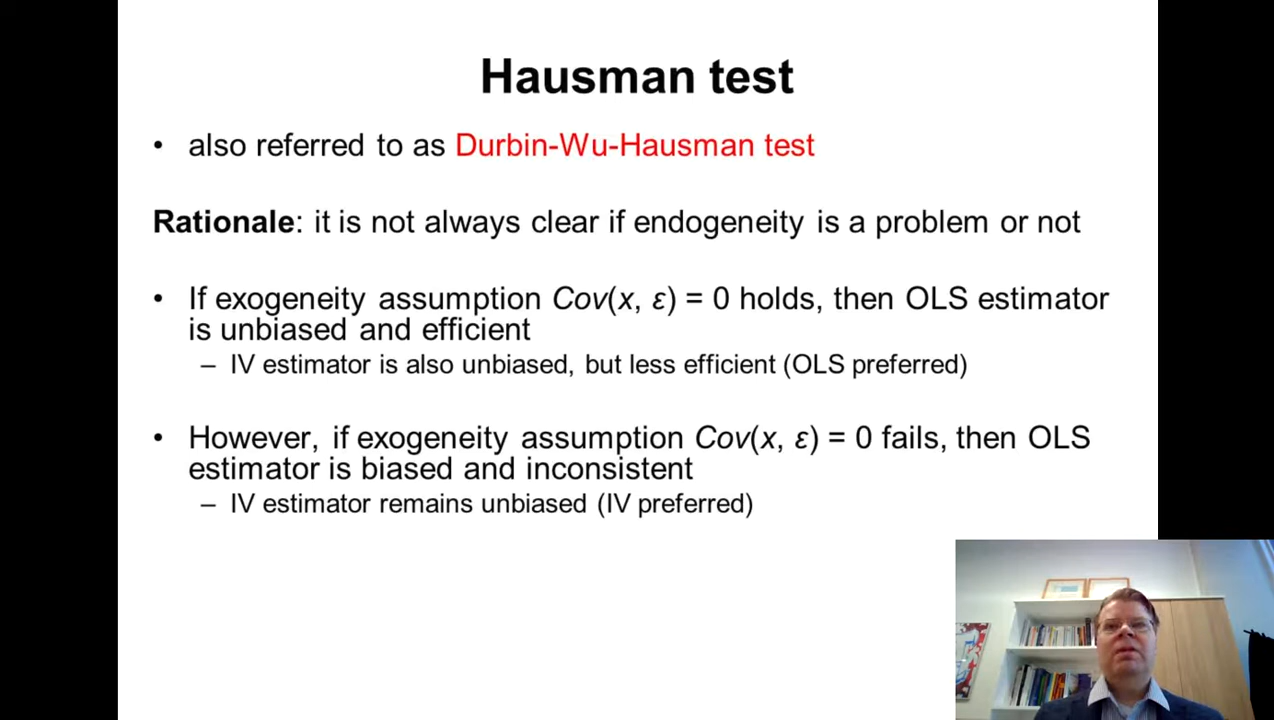 Hausman test
• also referred to as Durbin-Wu-Hausman test
Rationale: it is not always clear if endogeneity is a problem or not
• If exogeneity assumption Cov(x, ε) = 0 holds, then OLS estimator
is unbiased and efficient
– IV estimator is also unbiased, but less efficient (OLS preferred)
• However, if exogeneity assumption Cov(x, ε) = 0 fails, then OLS
estimator is biased and inconsistent
– IV estimator remains unbiased (IV preferred)